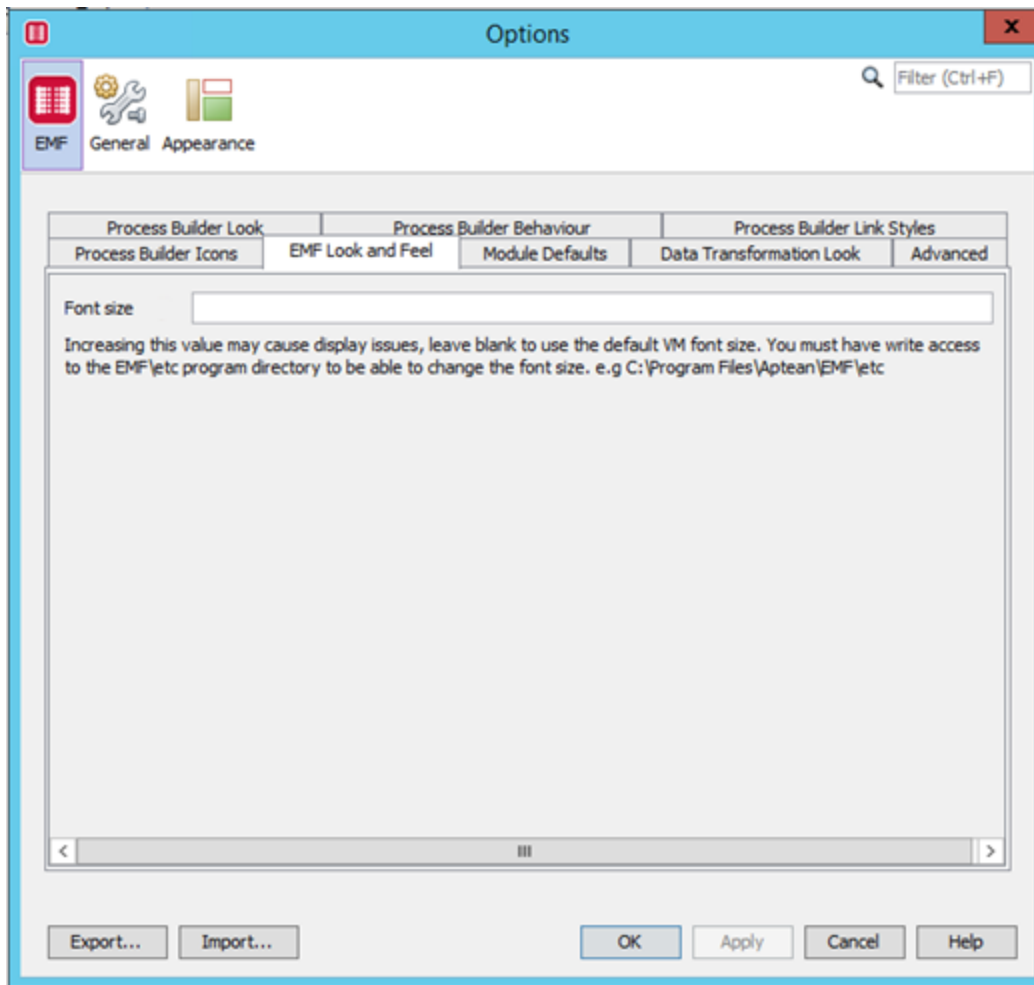 Options
x
Filter (Ctrl+F)
EMF General Appearance
Process Builder Look Process Builder Behaviour Process Builder Link Styles
Process Builder Icons EMF Look and Feel Module Defaults Data Transformation Look Advanced
Font size
Increasing this value may cause display issues, leave blank to use the default VM font size. You must have write access
to the EMF\etc program directory to be able to change the font size. e.g C:\Program Files\Aptean\EMF\etc
Export... Import... OK Apply Cancel Help